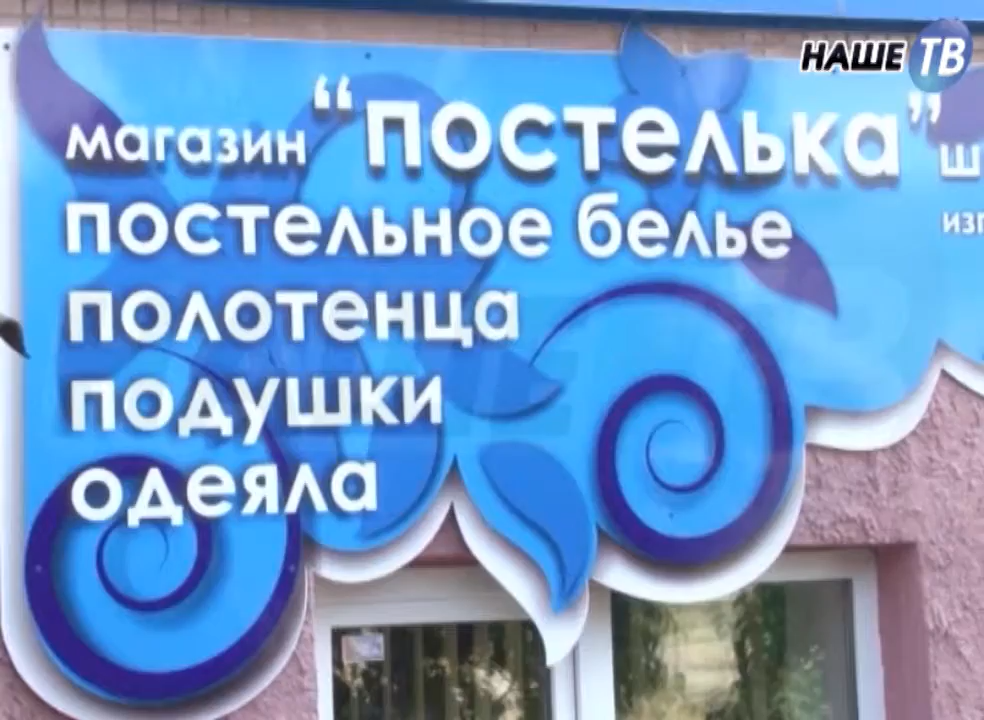 НАШЕ ТВ
магазин "постелька"
постельное белье
полотенца
подушки
одеяла